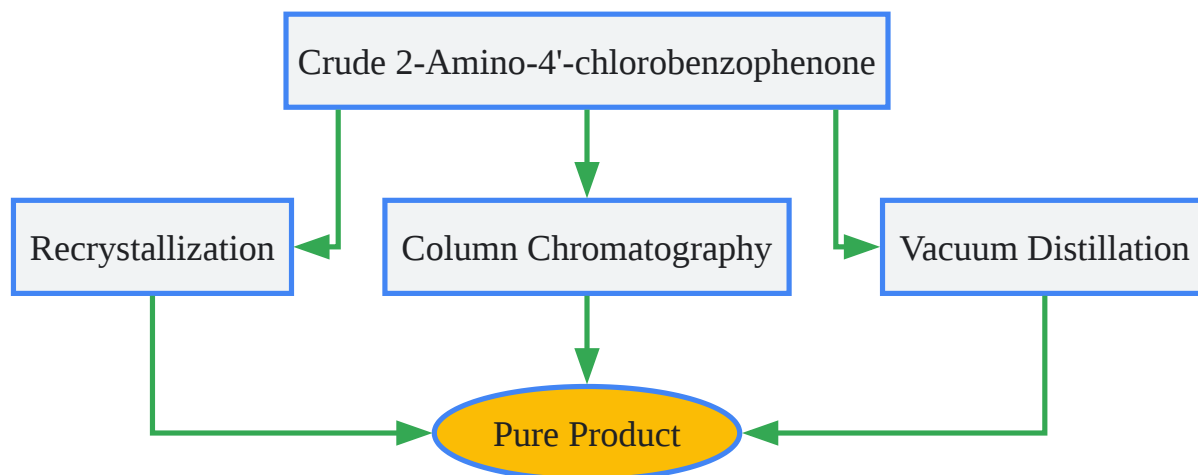 Crude 2-Amino-4'-chlorobenzophenone
Recrystallization
Column Chromatography
Vacuum Distillation
Pure Product